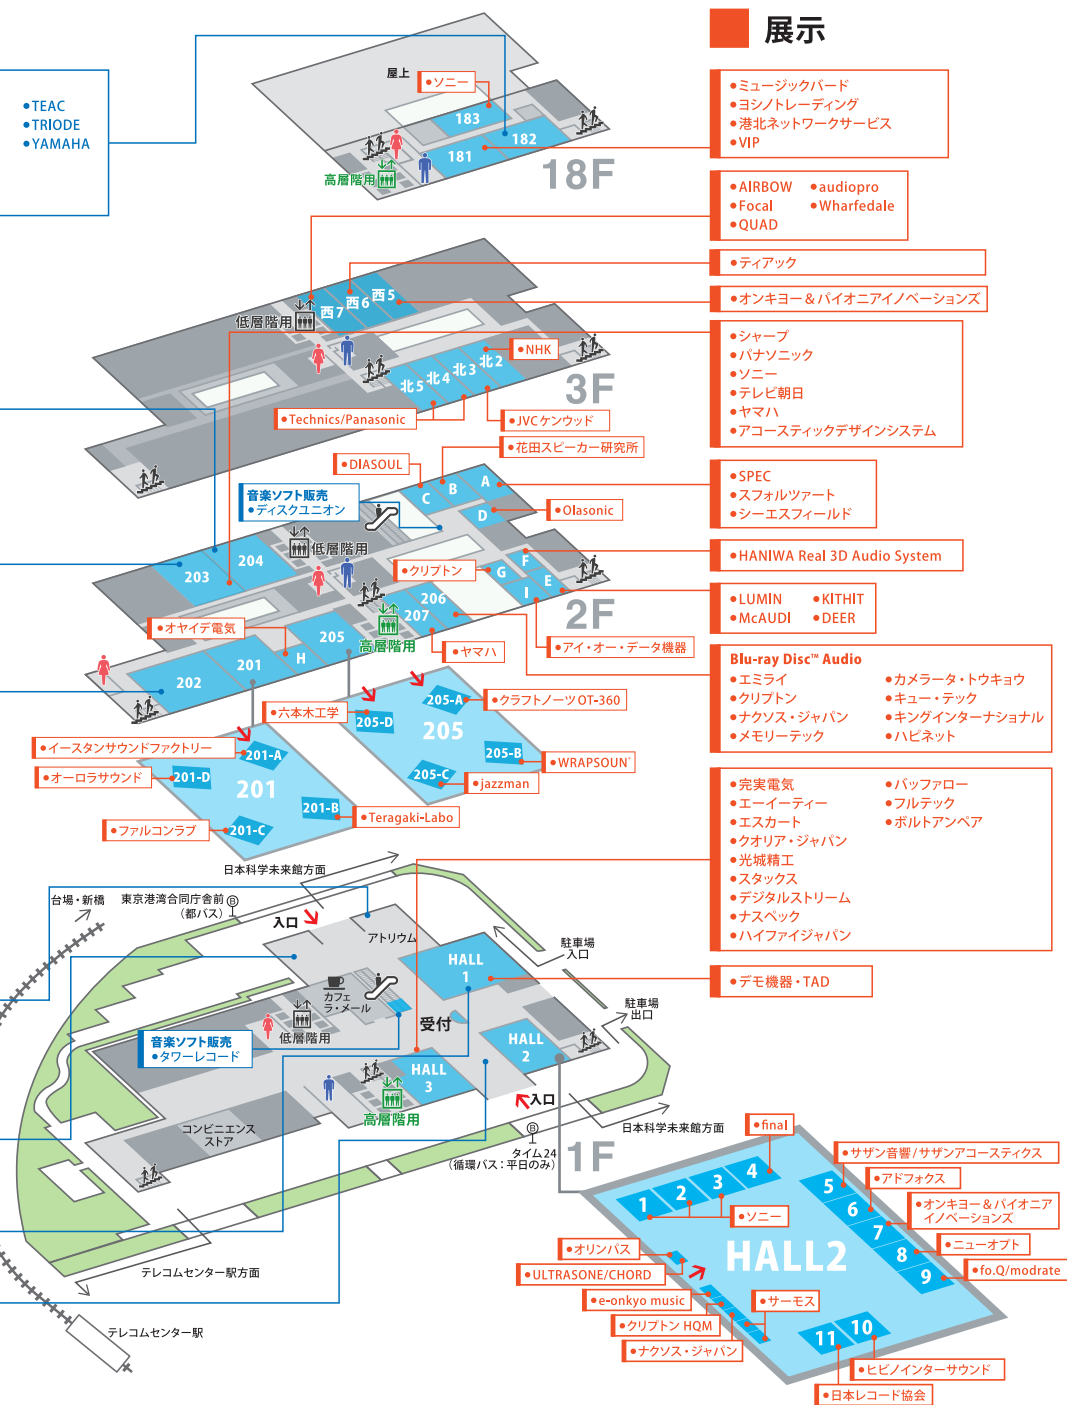 展示
屋上
●ソニー
●TEAC
●TRIODE
●YAMAHA
183
182
181
高層階用
18F
●ミュージックバード
●ヨシノトレーディング
●港北ネットワークサービス
●VIP
●AIRBOW ●audiopro
●Focal ●Wharfedale
●QUAD
●ティアック
●オンキヨー&パイオニアイノベーションズ
西5
西6
西7
低層階用
●NHK
北2
北3
北4
北5
3F
●Technics/Panasonic
●JVCケンウッド
●シャープ
●パナソニック
●ソニー
●テレビ朝日
●ヤマハ
●アコースティックデザインシステム
●花田スピーカー研究所
●DIASOUL
音楽ソフト販売
●ディスクユニオン
A
B
C
D
●Olasonic
●SPEC
●スフォルツァート
●シーエスフィールド
低層階用
204
203
●クリプトン
F
G
E
I
2F
●HANIWA Real 3D Audio System
●LUMIN ●KITHIT
●McAUDI ●DEER
206
207
●オヤイデ電気
205
H
201
202
高層階用
●ヤマハ
●アイ・オー・データ機器
Blu-ray Disc™ Audio
●エミライ ●カメラータ・トウキョウ
●クリプトン ●キュー・テック
●ナクソス・ジャパン ●キングインターナショナル
●メモリーテック ●ハピネット
●六本木工学
205-A
●クラフトノーツOT-360
205-D
205
205-B
●WRAPSOUN
205-C
●jazzman
●イースタンサウンドファクトリー
201-A
●オーロラサウンド
201-D
201
201-B
●Teragaki-Labo
●ファルコンラブ
201-C
●完実電気 ●バッファロー
●エーイーティー ●フルテック
●エスカート ●ボルトアンペア
●クオリア・ジャパン
●光城精工
●スタックス
●デジタルストリーム
●ナスペック
●ハイファイジャパン
●デモ機器・TAD
日本科学未来館方面
台場・新橋
東京港湾合同庁舎前 B
(都バス)
入口
アトリウム
駐車場
入口
HALL
1
カフェ
ラ・メール
駐車場
出口
受付
低層階用
音楽ソフト販売
●タワーレコード
HALL
2
HALL
3
高層階用
入口
コンビニエンス
ストア
B
タイム24
(循環バス:平日のみ)
日本科学未来館方面
1F
テレコムセンター駅方面
テレコムセンター駅
●final
●サザン音響/サザンアコースティクス
●アドフォクス
●オンキヨー&パイオニア
イノベーションズ
●ニューオプト
●fo.Q/modrate
1
2
3
4
5
6
7
8
9
10
11
●ソニー
HALL2
●オリンパス
●ULTRASONE/CHORD
●e-onkyo music
●サーモス
●クリプトン HQM
●ナクソス・ジャパン
●ヒビノインターサウンド
●日本レコード協会